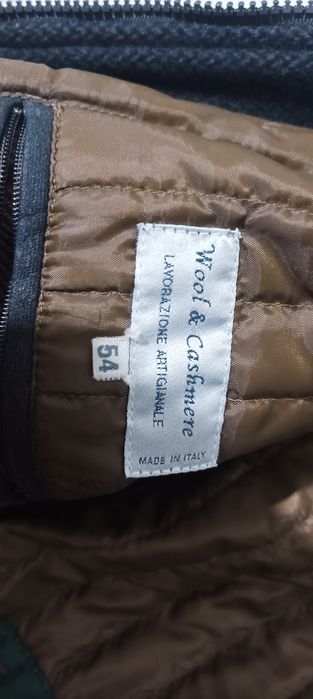 Wool & Cashmere
LAVORAZIONE ARTIGIANALE
MADE IN ITALY
54